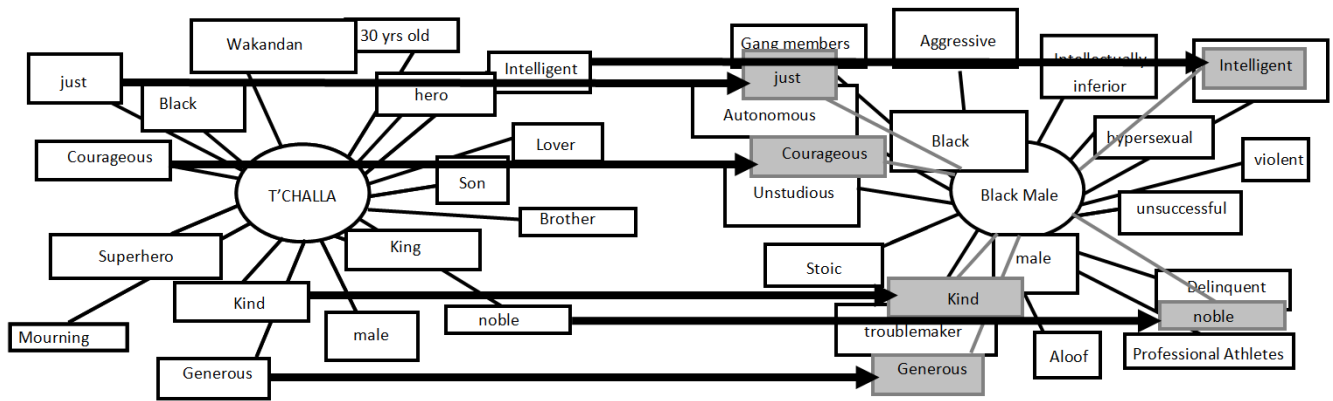 Wakandan
30 yrs old
just
Intelligent
hero
Black
Courageous
Lover
Son
T'CHALLA
Brother
King
Superhero
Kind
noble
male
Mourning
Generous
Gang members
Aggressive
Intellectually
inferior
Intelligent
just
Autonomous
Black
hypersexual
Courageous
violent
Unstudious
Black Male
unsuccessful
male
Stoic
Delinquent
Kind
noble
troublemaker
Aloof
Professional Athletes
Generous